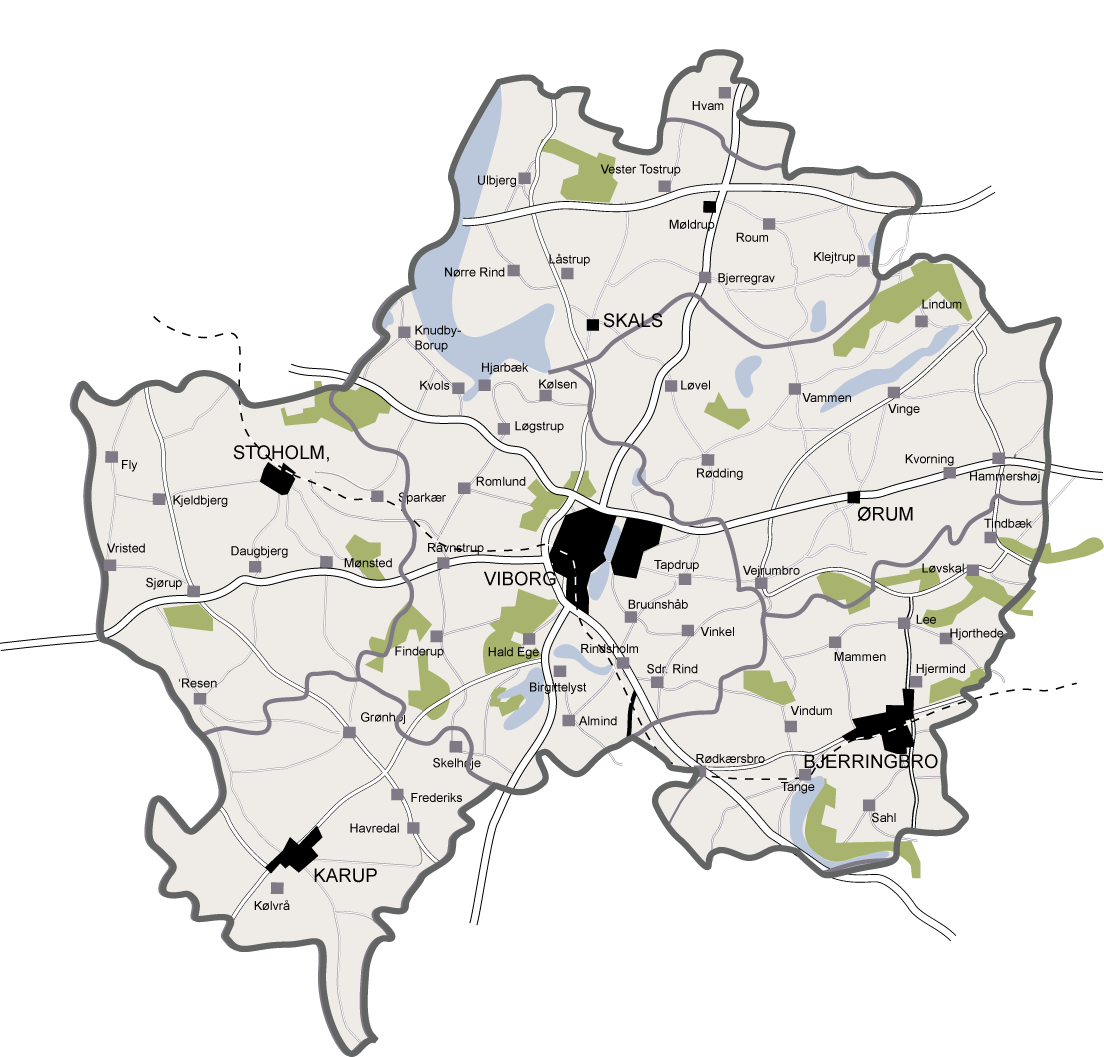 Hvam
Vester Tostrup
Ulbjerg
Møldrup
Roum
Klejtrup
Låstrup
Nørre Rind
Bjerregrav
Lindum
SKALS
Knudby-
Borup
Hjarbæk
Kvols
Kølsen
Løvel
Vammen
Vinge
Løgstrup
STOHOLM,
Fly
Kvorning
Rødding
Hammershøj
Romlund
Sparkær
Kjeldbjerg
ØRUM
Tindbæk
Vristed
Daugbjerg
Ravnstrup
Mønsted
Tapdrup
Vejrumbro
Løvskal
Sjørup
VIBORG
Bruunshåb
Lee
Vinkel
Hjorthede
Finderup
Hald Ege
Rindsholm
Mammen
Sdr. Rind
Hjermind
'Resen
Birgittelyst
Vindum
Grønhøj
Almind
Skelhøje
Rødkærsbro
BJERRINGBRO
Tange
Frederiks
Sahl
Havredal
KARUP
Kølvrå